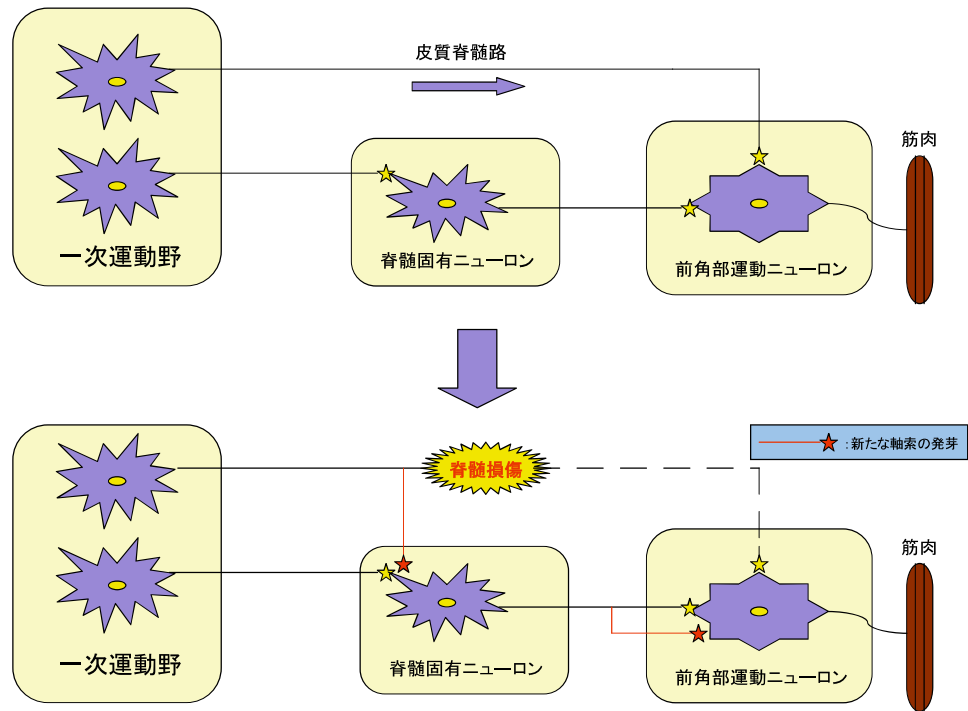 皮質脊髄路
筋肉
一次運動野
脊髄固有ニューロン
前角部運動ニューロン
脊髄損傷
:新たな軸索の発芽
筋肉
一次運動野
脊髄固有ニューロン
前角部運動ニューロン